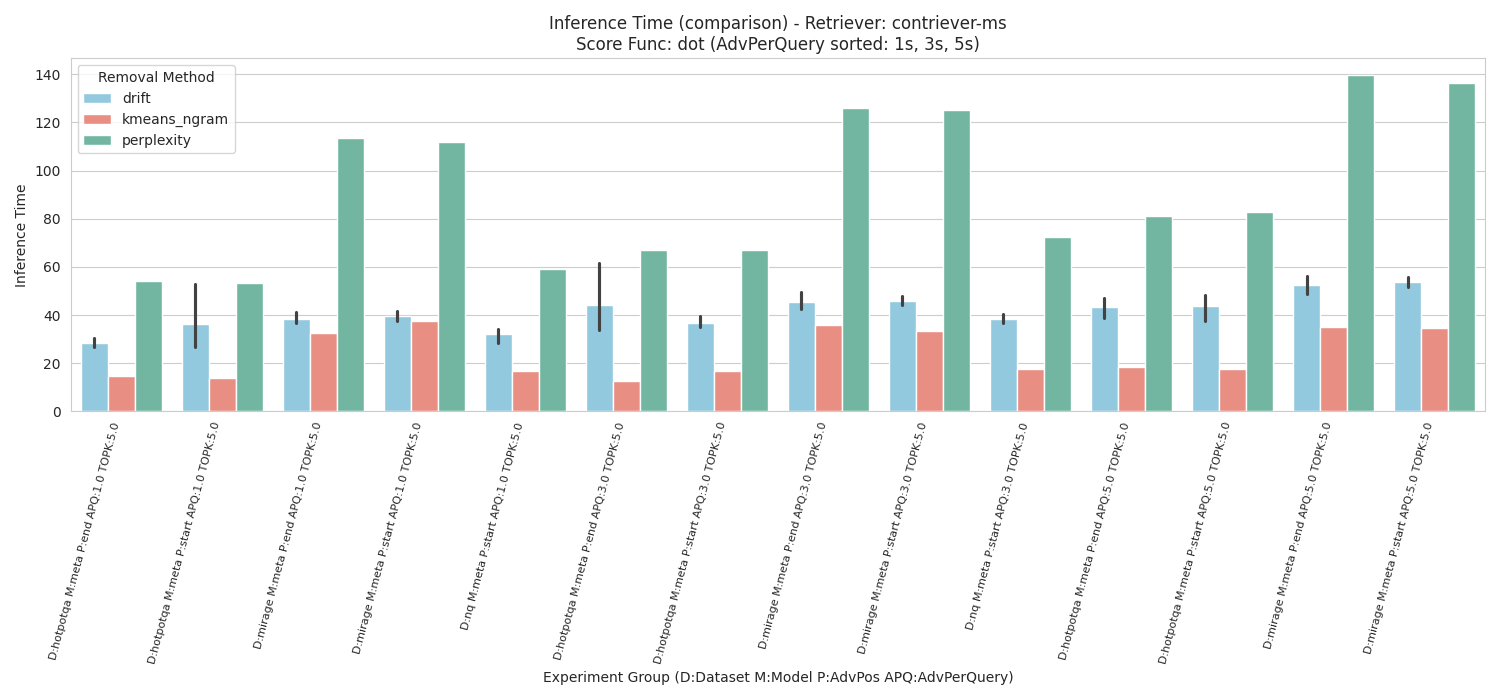 Inference Time (comparison) - Retriever: contriever-ms
Score Func: dot (AdvPerQuery sorted: 1s, 3s, 5s)
Removal Method
drift
kmeans_ngram
perplexity
Inference Time
140
120
100
80
60
40
20
0
D:hotpotqa M:meta P:end APQ:1.0 TOPK:5.0
D:hotpotqa M:meta P:start APQ:1.0 TOPK:5.0
D:mirage M:meta P:end APQ:1.0 TOPK:5.0
D:mirage M:meta P:start APQ:1.0 TOPK:5.0
D:nq M:meta P:start APQ:1.0 TOPK:5.0
D:hotpotqa M:meta P:end APQ:3.0 TOPK:5.0
D:hotpotqa M:meta P:start APQ:3.0 TOPK:5.0
D:mirage M:meta P:end APQ:3.0 TOPK:5.0
D:mirage M:meta P:start APQ:3.0 TOPK:5.0
D:nq M:meta P:start APQ:3.0 TOPK:5.0
D:hotpotqa M:meta P:end APQ:5.0 TOPK:5.0
D:hotpotqa M:meta P:start APQ:5.0 TOPK:5.0
D:mirage M:meta P:end APQ:5.0 TOPK:5.0
D:mirage M:meta P:start APQ:5.0 TOPK:5.0
Experiment Group (D:Dataset M:Model P:AdvPos APQ:AdvPerQuery)